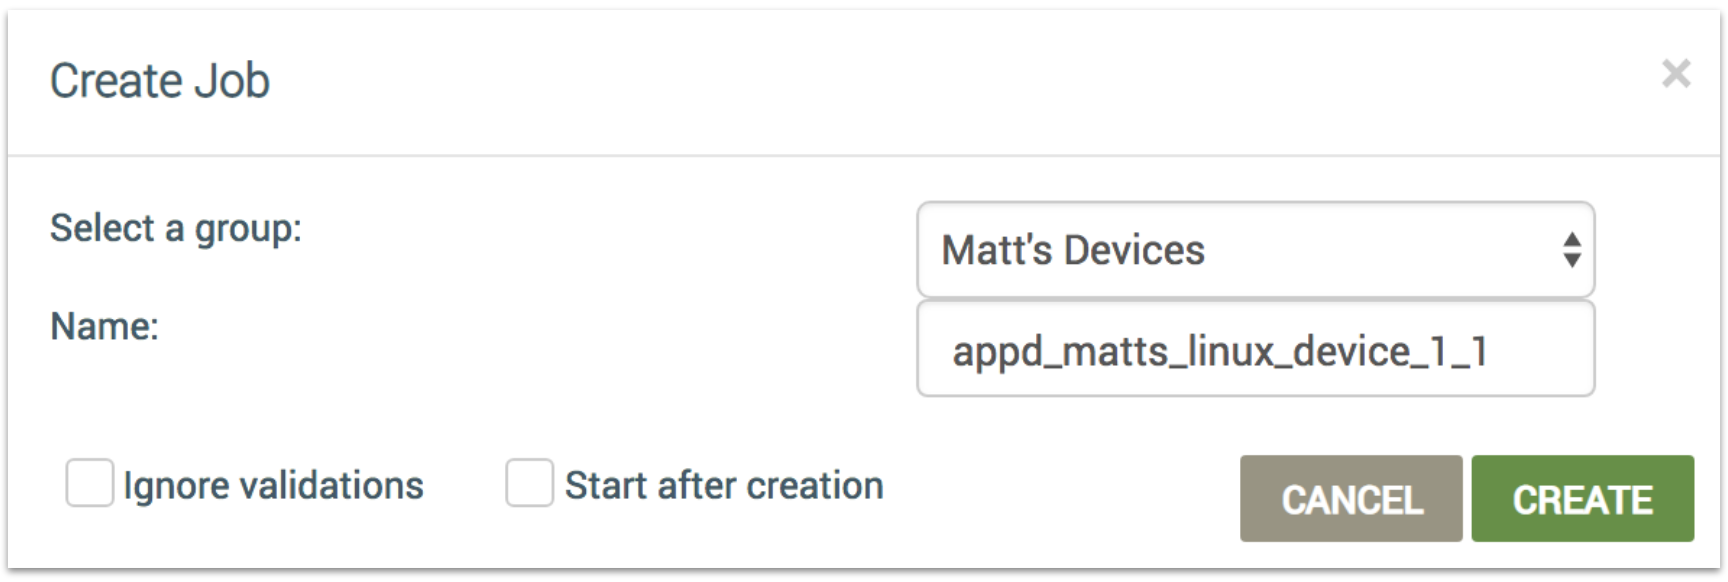 Create Job
×
Select a group:
Matt's Devices
Name:
appd_matts_linux_device_1_1
Ignore validations
Start after creation
CANCEL
CREATE